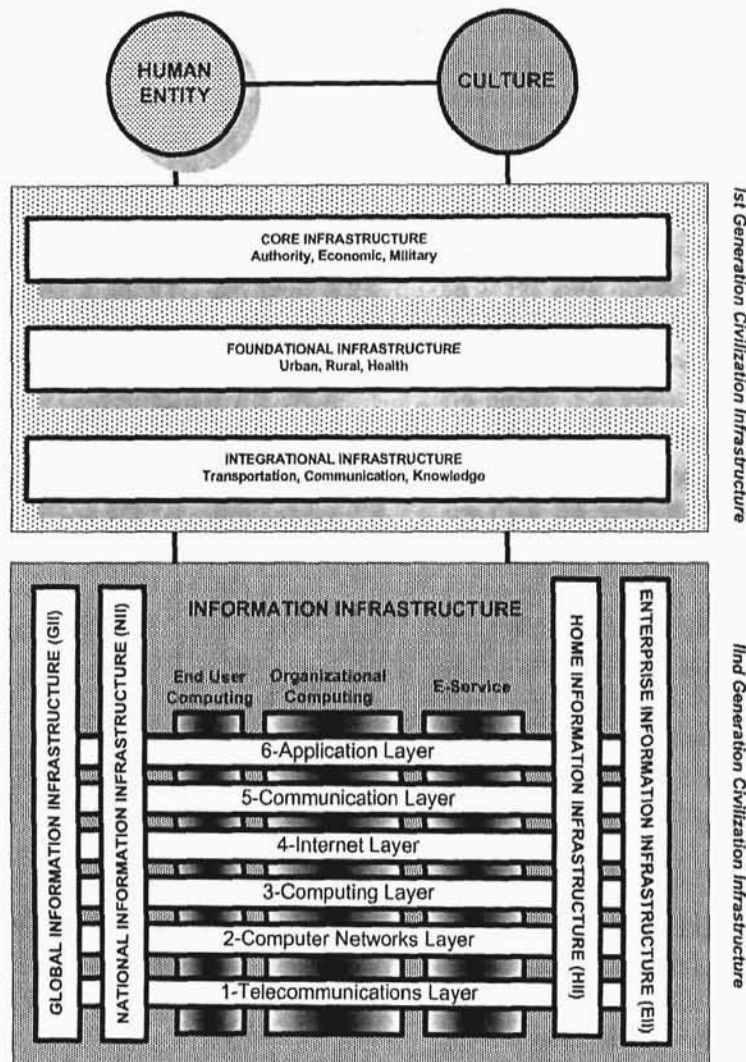 HUMAN
ENTITY
CULTURE
CORE INFRASTRUCTURE
Authority, Economic, Military
FOUNDATIONAL INFRASTRUCTURE
Urban, Rural, Health
INTEGRATIONAL INFRASTRUCTURE
Transportation, Communication, Knowledge
Ist Generation Civilization Infrastructure
INFORMATION INFRASTRUCTURE
GLOBAL INFORMATION INFRASTRUCTURE (GII)
NATIONAL INFORMATION INFRASTRUCTURE (NII)
End User
Computing
Organizational
Computing
E-Service
6-Application Layer
5-Communication Layer
4-Internet Layer
3-Computing Layer
2-Computer Networks Layer
1-Telecommunications Layer
HOME INFORMATION INFRASTRUCTURE (HII)
ENTERPRISE INFORMATION INFRASTRUCTURE (EII)
IInd Generation Civilization Infrastructure